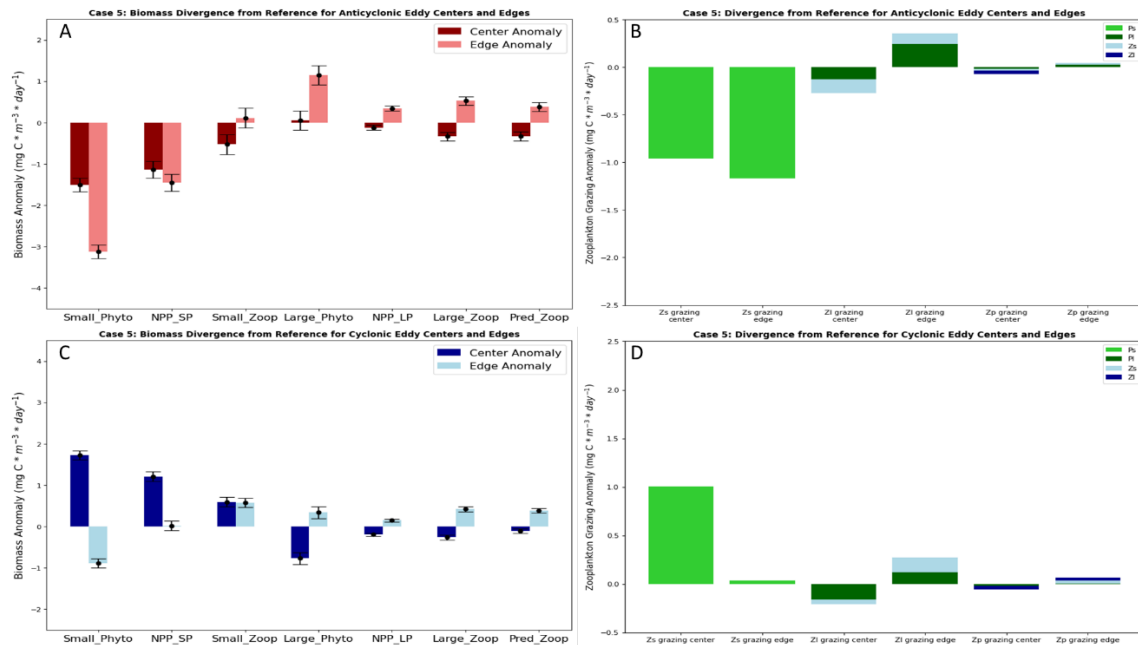 Case 5: Biomass Divergence from Reference for Anticyclonic Eddy Centers and Edges
A
Center Anomaly
Edge Anomaly
2
1
0
−1
−2
−3
−4
Biomass Anomaly (mg C * m⁻³ * day⁻¹)
Small_Phyto NPP_SP Small_Zoop Large_Phyto NPP_LP Large_Zoop Pred_Zoop
Case 5: Divergence from Reference for Anticyclonic Eddy Centers and Edges
B
Ps
Pl
Zs
Zl
0.5
0.0
−0.5
−1.0
−1.5
−2.0
−2.5
Zooplankton Grazing Anomaly (mg C * m⁻³ * day⁻¹)
Zs grazing center Zs grazing edge Zl grazing center Zl grazing edge Zp grazing center Zp grazing edge
Case 5: Biomass Divergence from Reference for Cyclonic Eddy Centers and Edges
C
Center Anomaly
Edge Anomaly
4
3
2
1
0
−1
−2
Biomass Anomaly (mg C * m⁻³ * day⁻¹)
Small_Phyto NPP_SP Small_Zoop Large_Phyto NPP_LP Large_Zoop Pred_Zoop
Case 5: Divergence from Reference for Cyclonic Eddy Centers and Edges
D
Ps
Pl
Zs
Zl
2.5
2.0
1.5
1.0
0.5
0.0
−0.5
Zooplankton Grazing Anomaly (mg C * m⁻³ * day⁻¹)
Zs grazing center Zs grazing edge Zl grazing center Zl grazing edge Zp grazing center Zp grazing edge